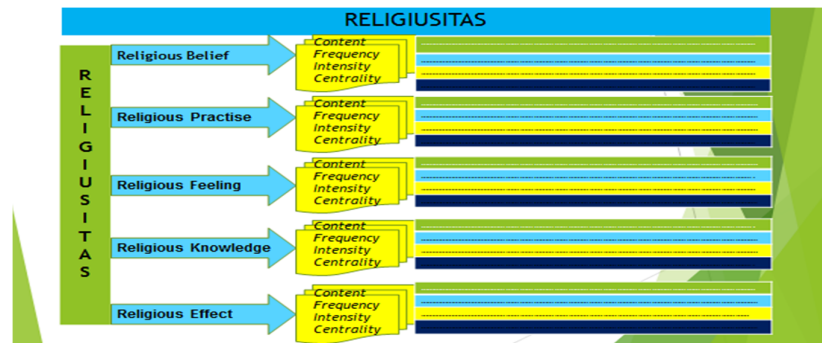 RELIGIUSITAS
RELIGIUSITAS
Religious Belief
Content
Frequency
Intensity
Centrality
Religious Practise
Content
Frequency
Intensity
Centrality
Religious Feeling
Content
Frequency
Intensity
Centrality
Religious Knowledge
Content
Frequency
Intensity
Centrality
Religious Effect
Content
Frequency
Intensity
Centrality